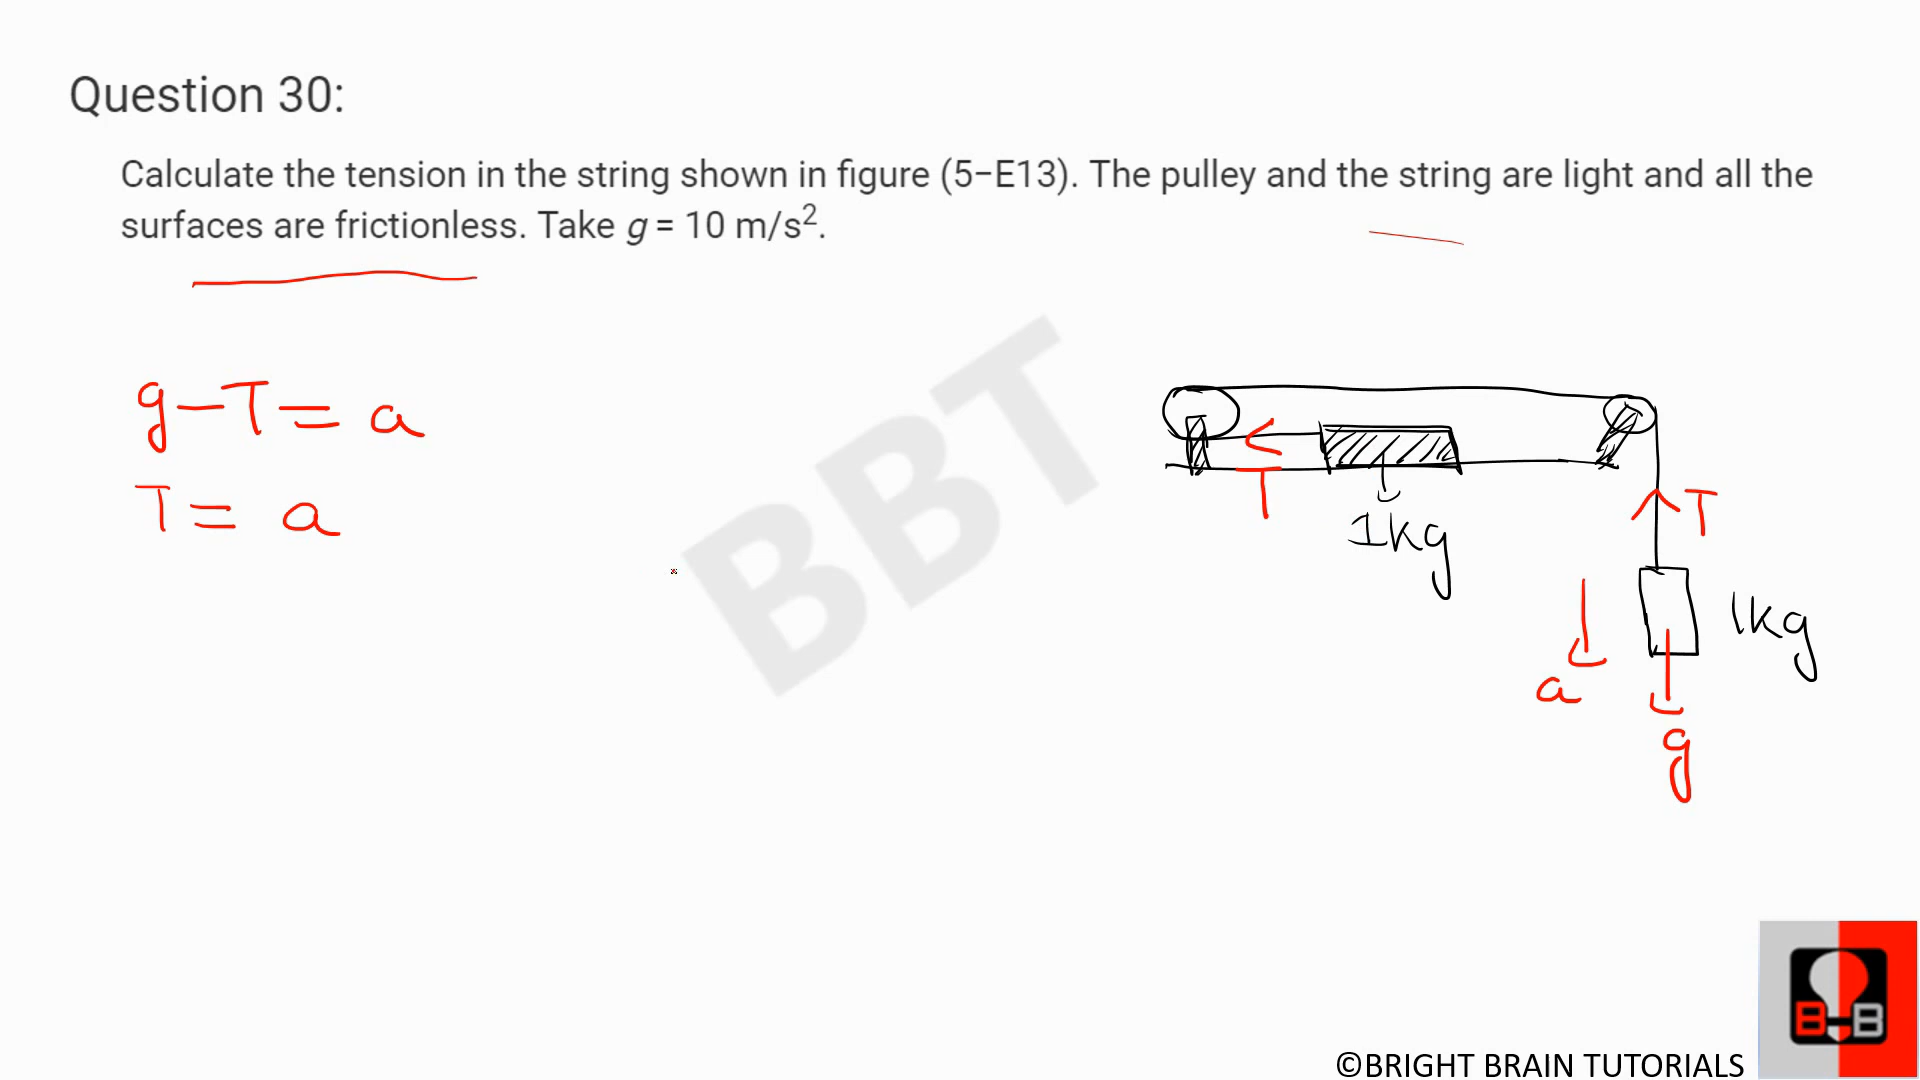 Question 30:
Calculate the tension in the string shown in figure (5−E13). The pulley and the string are light and all the
surfaces are frictionless. Take g = 10 m/s².
g − T = a
T = a
BBT
T
1kg
T
1kg
a
g
B B
©BRIGHT BRAIN TUTORIALS